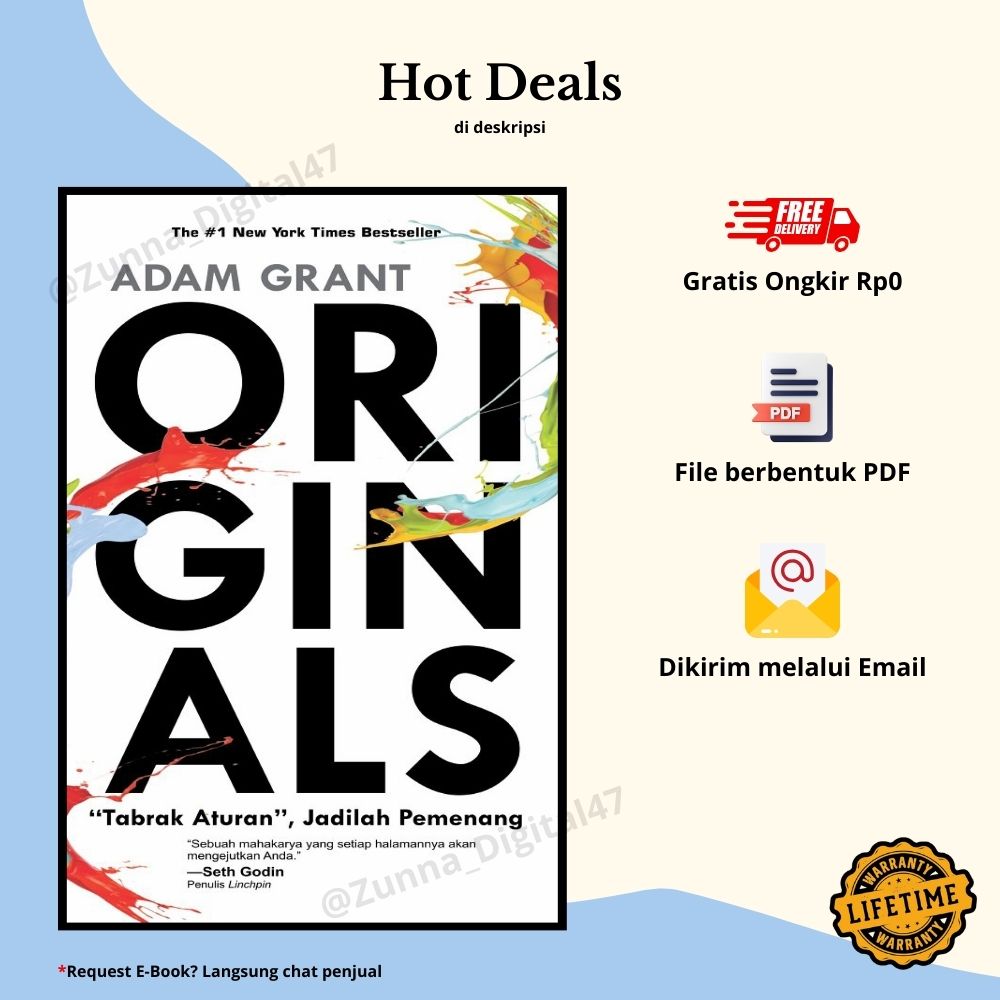 Hot Deals
di deskripsi
@Zunna_Digital47
The #1 New York Times Bestseller
ADAM GRANT
ORI
GIN
ALS
“Tabrak Aturan”, Jadilah Pemenang
“Sebuah mahakarya yang setiap halamannya akan
mengejutkan Anda.”
—Seth Godin
Penulis Linchpin
@Zunna_Digital47
FREE
DELIVERY
Gratis Ongkir Rp0
PDF
File berbentuk PDF
@
Dikirim melalui Email
WARRANTY
LIFETIME
WARRANTY
*Request E-Book? Langsung chat penjual